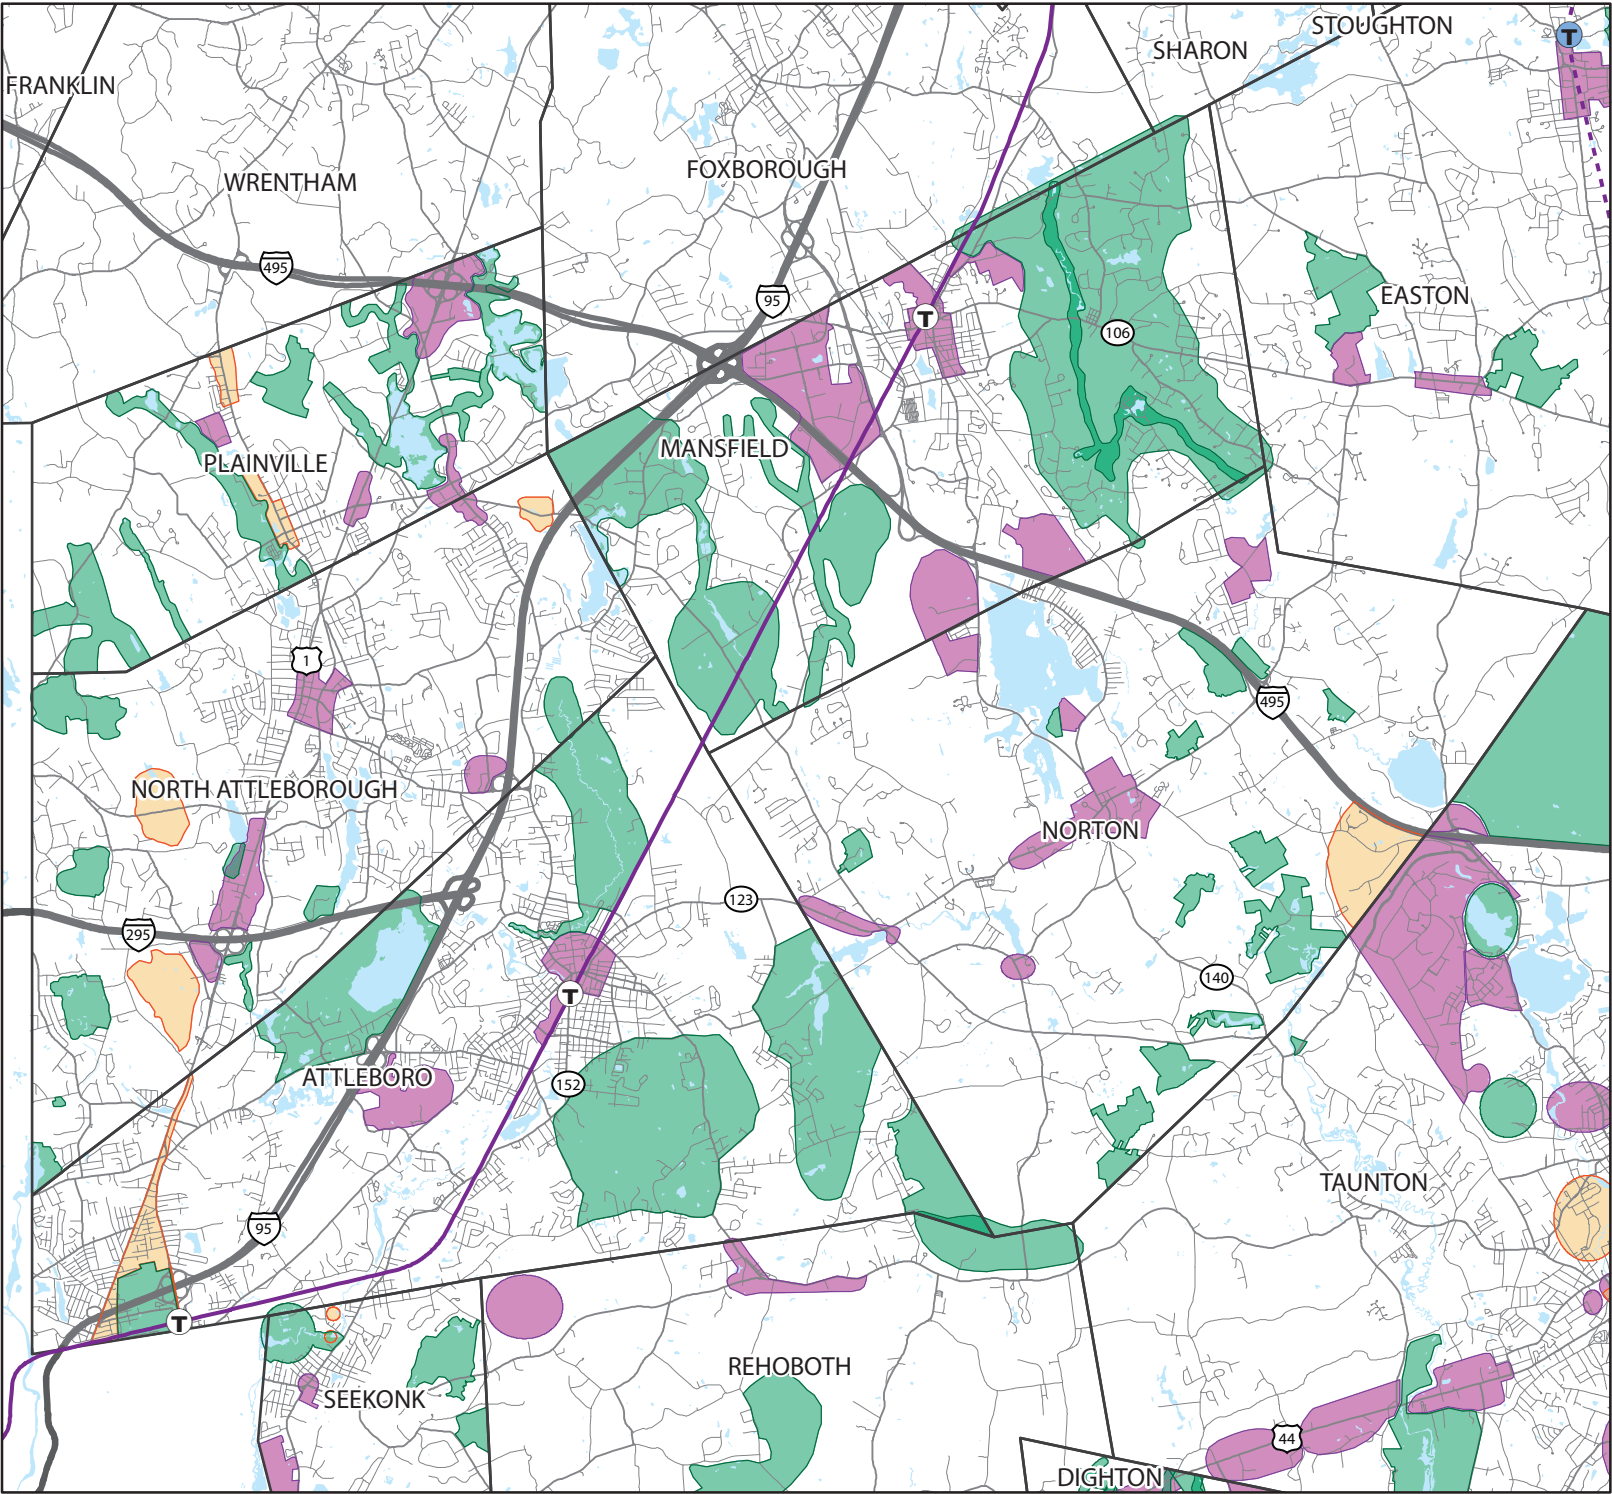 STOUGHTON
T
SHARON
FRANKLIN
FOXBOROUGH
WRENTHAM
495
95
EASTON
T
106
MANSFIELD
PLAINVILLE
1
495
NORTH ATTLEBOROUGH
NORTON
123
295
140
T
ATTLEBORO
152
TAUNTON
95
T
REHOBOTH
SEEKONK
44
DIGHTON